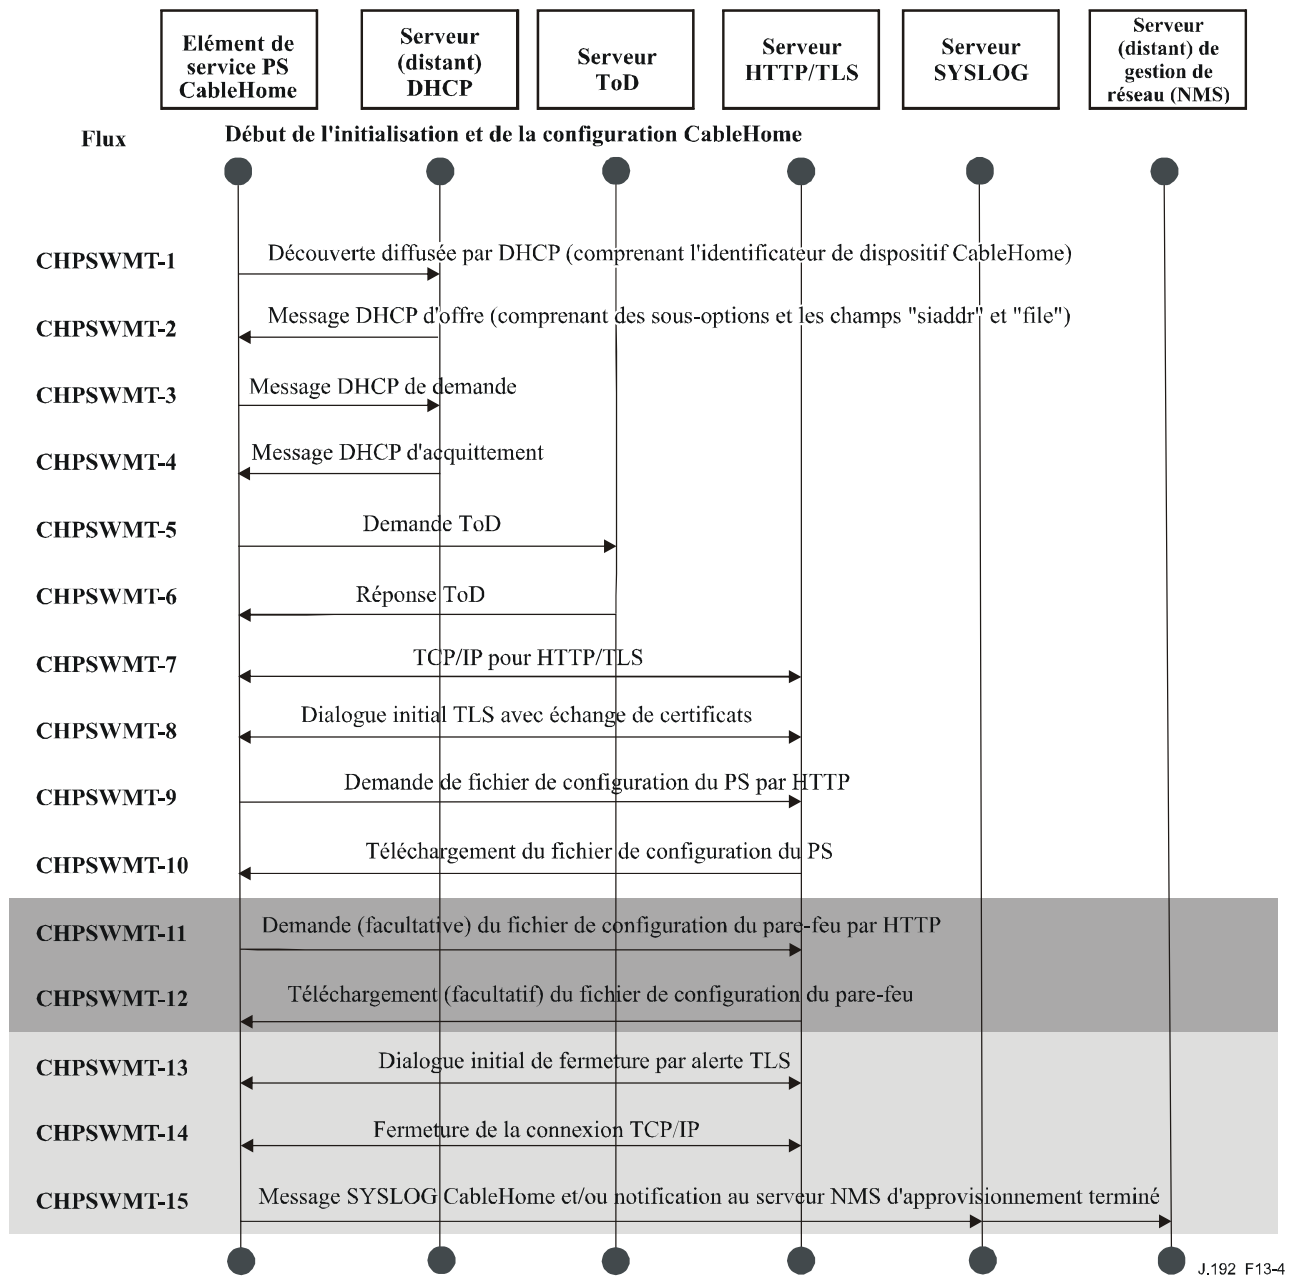 Elément de
service PS
CableHome
Serveur
(distant)
DHCP
Serveur
ToD
Serveur
HTTP/TLS
Serveur
SYSLOG
Serveur
(distant) de
gestion de
réseau (NMS)
Flux
Début de l'initialisation et de la configuration CableHome
CHPSWMT-1
Découverte diffusée par DHCP (comprenant l'identificateur de dispositif CableHome)
CHPSWMT-2
Message DHCP d'offre (comprenant des sous-options et les champs "siaddr" et "file")
CHPSWMT-3
Message DHCP de demande
CHPSWMT-4
Message DHCP d'acquittement
CHPSWMT-5
Demande ToD
CHPSWMT-6
Réponse ToD
CHPSWMT-7
TCP/IP pour HTTP/TLS
CHPSWMT-8
Dialogue initial TLS avec échange de certificats
CHPSWMT-9
Demande de fichier de configuration du PS par HTTP
CHPSWMT-10
Téléchargement du fichier de configuration du PS
CHPSWMT-11
Demande (facultative) du fichier de configuration du pare-feu par HTTP
CHPSWMT-12
Téléchargement (facultatif) du fichier de configuration du pare-feu
CHPSWMT-13
Dialogue initial de fermeture par alerte TLS
CHPSWMT-14
Fermeture de la connexion TCP/IP
CHPSWMT-15
Message SYSLOG CableHome et/ou notification au serveur NMS d'approvisionnement terminé
J.192_F13-4